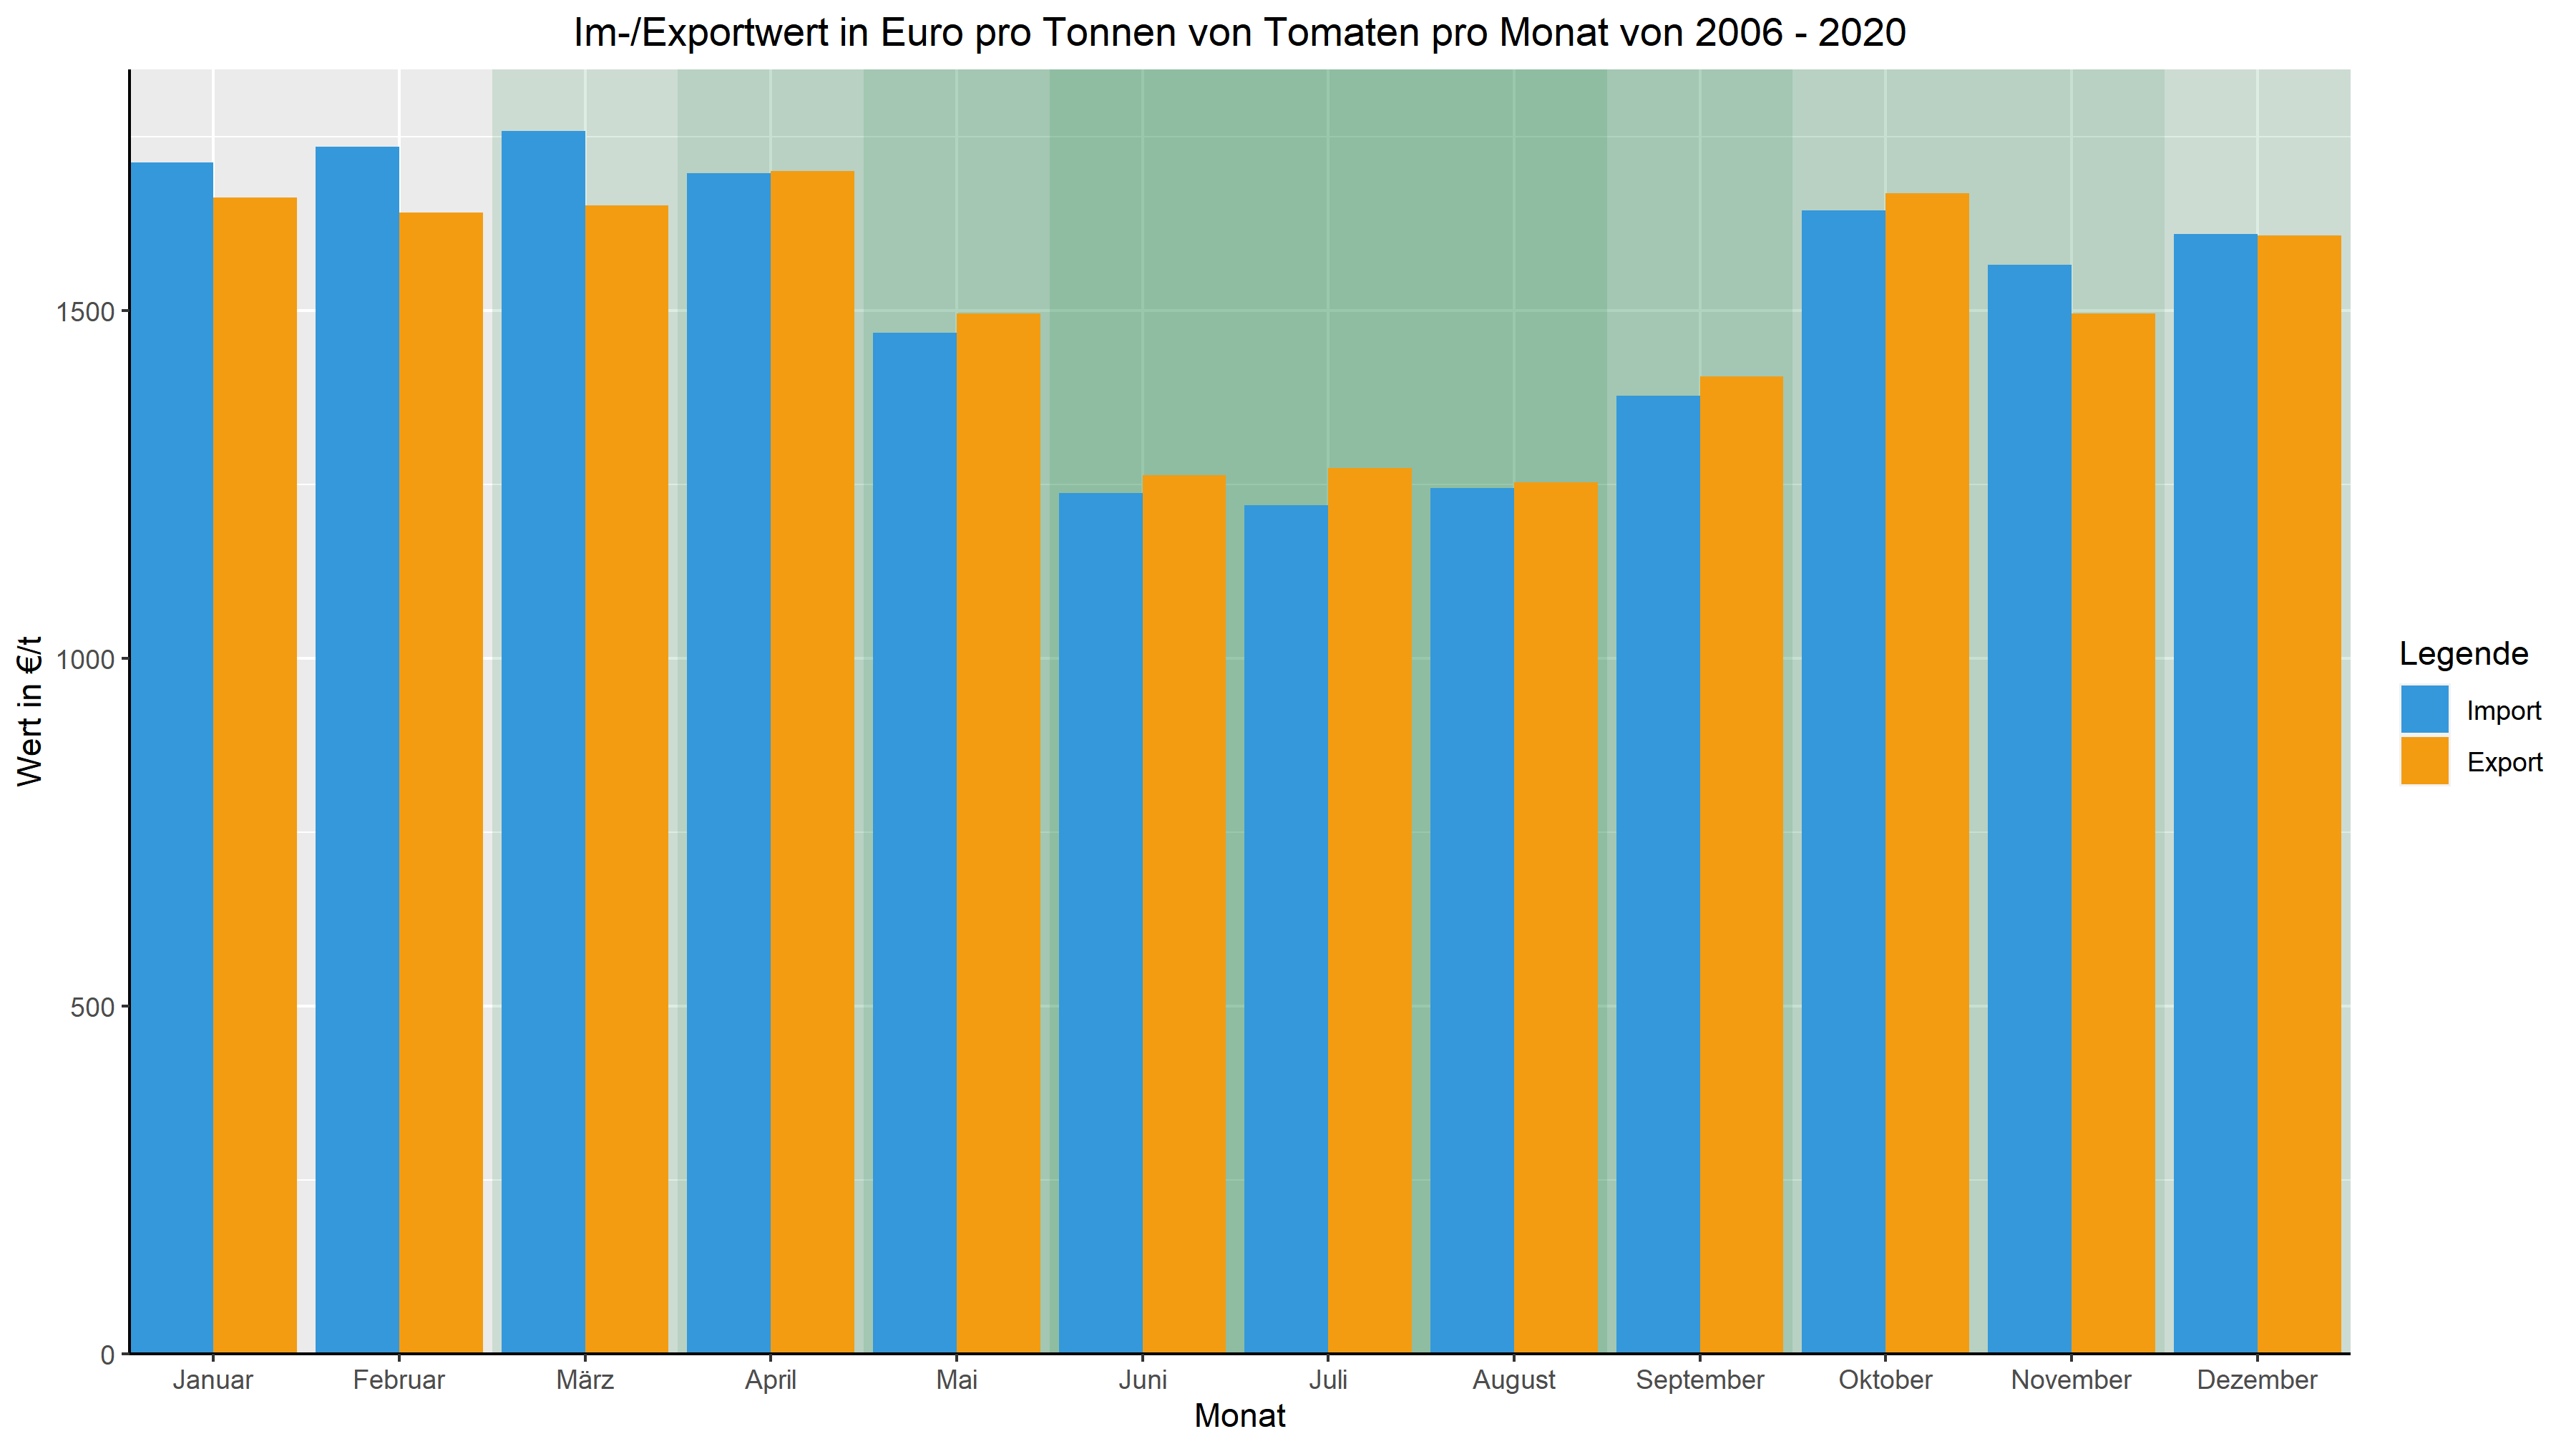 Im-/Exportwert in Euro pro Tonnen von Tomaten pro Monat von 2006 - 2020
Wert in €/t
1500
1000
500
0
Januar Februar März April Mai Juni Juli August September Oktober November Dezember
Monat
Legende
Import
Export